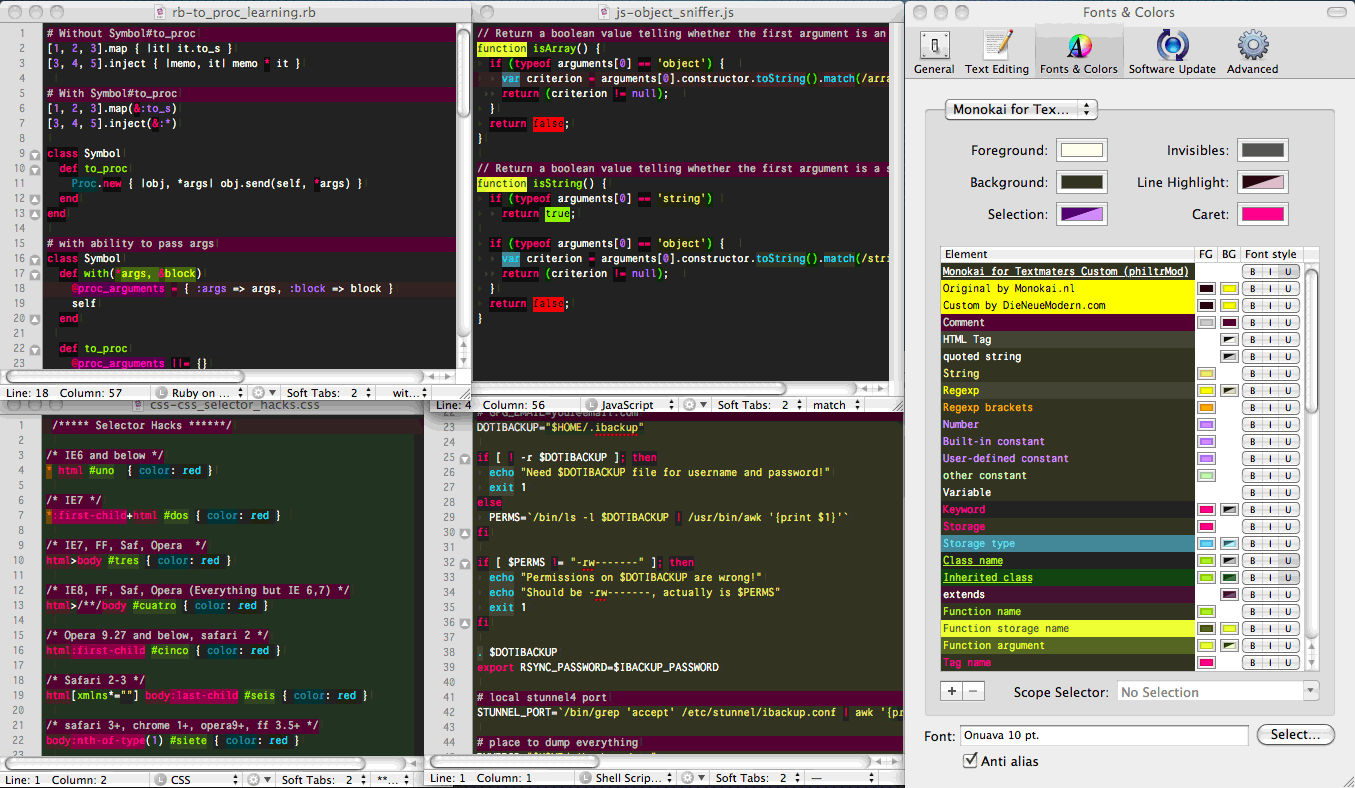 rb-to_proc_learning.rb
1 # Without Symbol#to_proc
2 [1, 2, 3].map { |it| it.to_s }
3 [3, 4, 5].inject { |memo, it| memo * it }
4
5 # With Symbol#to_proc
6 [1, 2, 3].map(&:to_s)
7 [3, 4, 5].inject(&:*)
8
9 class Symbol
10 def to_proc
11 Proc.new { |obj, *args| obj.send(self, *args) }
12 end
13 end
14
15 # with ability to pass args
16 class Symbol
17 def with(*args, &block)
18 @proc_arguments = { :args => args, :block => block }
19 self
20 end
21
22 def to_proc
23 @proc_arguments ||= {}
Line: 18 Column: 57 Ruby on ... Soft Tabs: 2 wit...
js-object_sniffer.js
// Return a boolean value telling whether the first argument is an
function isArray() {
if (typeof arguments[0] == 'object') {
var criterion = arguments[0].constructor.toString().match(/arra
return (criterion != null);
}
return false;
}
// Return a boolean value telling whether the first argument is a s
function isString() {
if (typeof arguments[0] == 'string')
return true;
if (typeof arguments[0] == 'object') {
var criterion = arguments[0].constructor.toString().match(/stri
return (criterion != null);
}
return false;
}
Line: 4 Column: 56 JavaScript Soft Tabs: 2 match
css-css_selector_hacks.css
1 /***** Selector Hacks ******/
2
3 /* IE6 and below */
4 * html #uno { color: red }
5
6 /* IE7 */
7 *:first-child+html #dos { color: red }
8
9 /* IE7, FF, Saf, Opera */
10 html>body #tres { color: red }
11
12 /* IE8, FF, Saf, Opera (Everything but IE 6,7) */
13 html>/**/body #cuatro { color: red }
14
15 /* Opera 9.27 and below, safari 2 */
16 html:first-child #cinco { color: red }
17
18 /* Safari 2-3 */
19 html[xmlns*=""] body:last-child #seis { color: red }
20
21 /* safari 3+, chrome 1+, opera9+, ff 3.5+ */
22 body:nth-of-type(1) #siete { color: red }
23
Line: 1 Column: 2 CSS Soft Tabs: 2 **...
22 # GPG_EMAIL=your@email.com
23 DOTIBACKUP="$HOME/.ibackup"
24
25 if [ ! -r $DOTIBACKUP ]; then
26 echo "Need $DOTIBACKUP file for username and password!"
27 exit 1
28 else
29 PERMS=`/bin/ls -l $DOTIBACKUP | /usr/bin/awk '{print $1}'`
30 fi
31
32 if [ $PERMS != "-rw-------" ]; then
33 echo "Permissions on $DOTIBACKUP are wrong!"
34 echo "Should be -rw-------, actually is $PERMS"
35 exit 1
36 fi
37
38 . $DOTIBACKUP
39 export RSYNC_PASSWORD=$IBACKUP_PASSWORD
40
41 # local stunnel4 port
42 STUNNEL_PORT=`/bin/grep 'accept' /etc/stunnel/ibackup.conf | awk '{pr
43
44 # place to dump everything
Line: 1 Column: 1 Shell Scrip... Soft Tabs: 2 —
Fonts & Colors
General Text Editing Fonts & Colors Software Update Advanced
Monokai for Tex...
Foreground: Invisibles:
Background: Line Highlight:
Selection: Caret:
Element FG BG Font style
Monokai for Textmaters Custom (philtrMod) B I U
Original by Monokai.nl B I U
Custom by DieNeueModern.com B I U
Comment B I U
HTML Tag B I U
quoted string B I U
String B I U
Regexp B I U
Regexp brackets B I U
Number B I U
Built-in constant B I U
User-defined constant B I U
other constant B I U
Variable B I U
Keyword B I U
Storage B I U
Storage type B I U
Class name B I U
Inherited class B I U
extends B I U
Function name B I U
Function storage name B I U
Function argument B I U
Tag name B I U
+ − Scope Selector: No Selection
Font: Onuava 10 pt. Select...
Anti alias